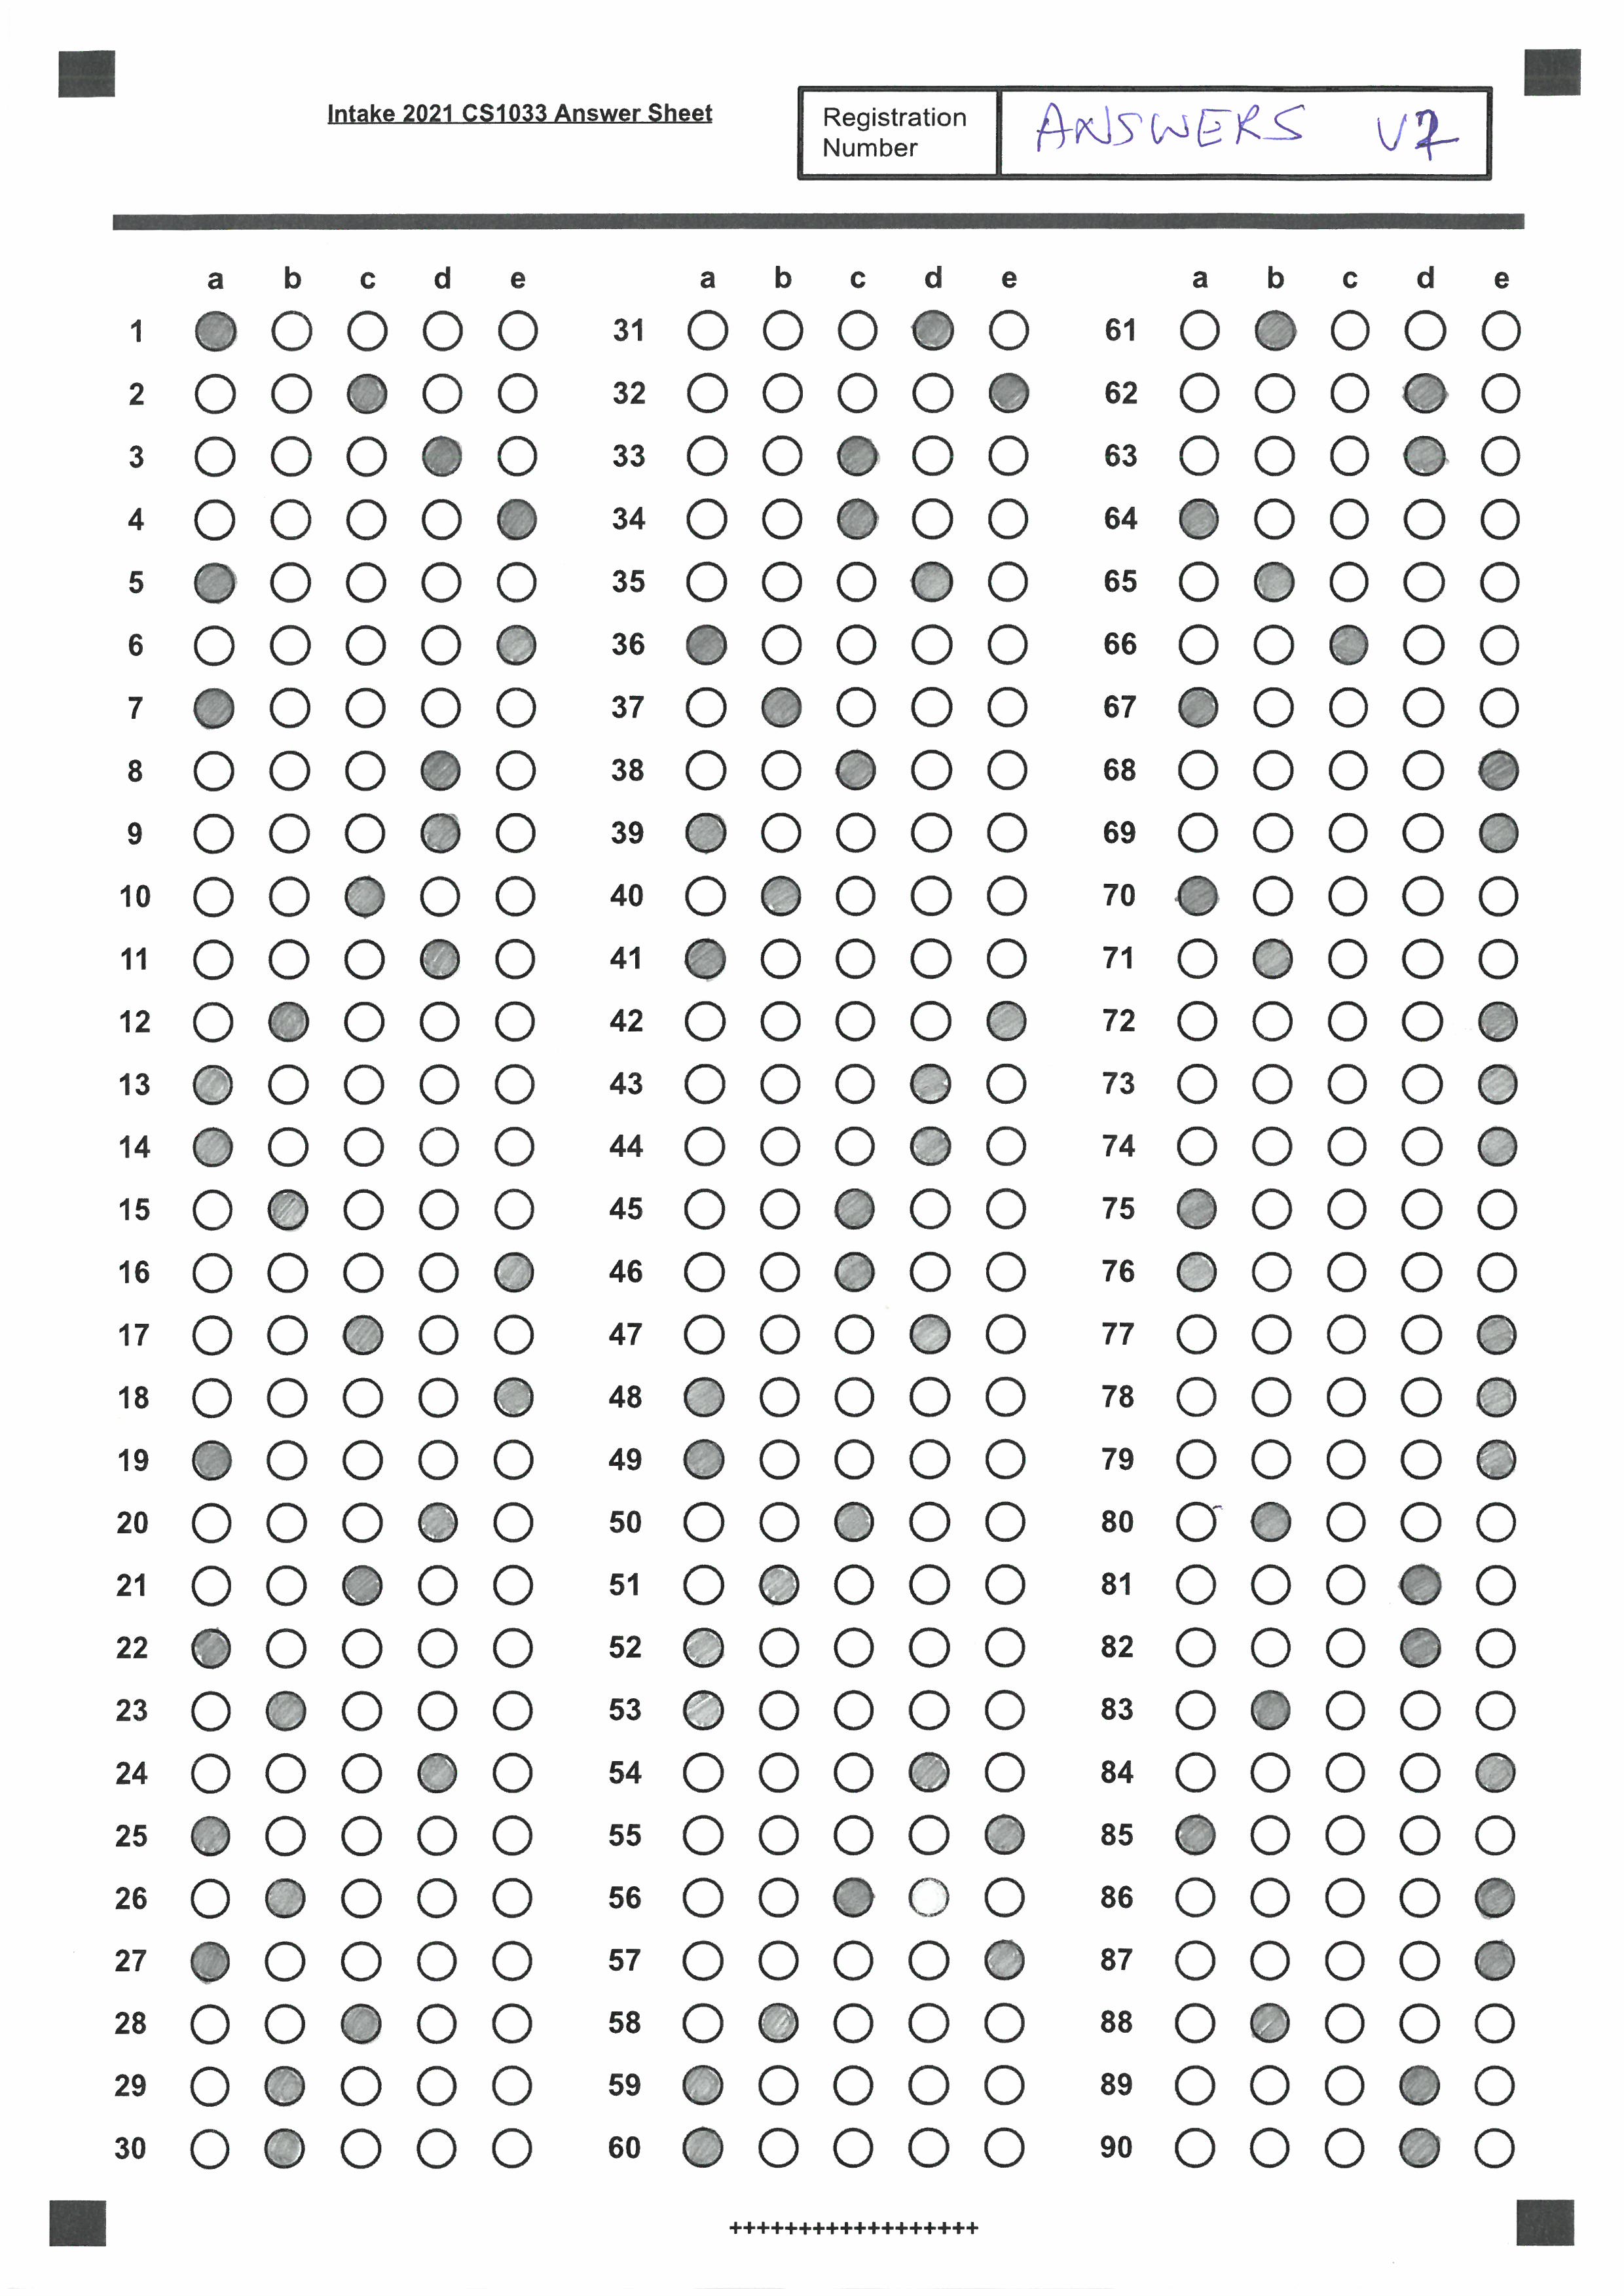 Intake 2021 CS1033 Answer Sheet
Registration Number
ANSWERS V2
a b c d e a b c d e a b c d e
1 31 61
2 32 62
3 33 63
4 34 64
5 35 65
6 36 66
7 37 67
8 38 68
9 39 69
10 40 70
11 41 71
12 42 72
13 43 73
14 44 74
15 45 75
16 46 76
17 47 77
18 48 78
19 49 79
20 50 80
21 51 81
22 52 82
23 53 83
24 54 84
25 55 85
26 56 86
27 57 87
28 58 88
29 59 89
30 60 90
++++++++++++++++++